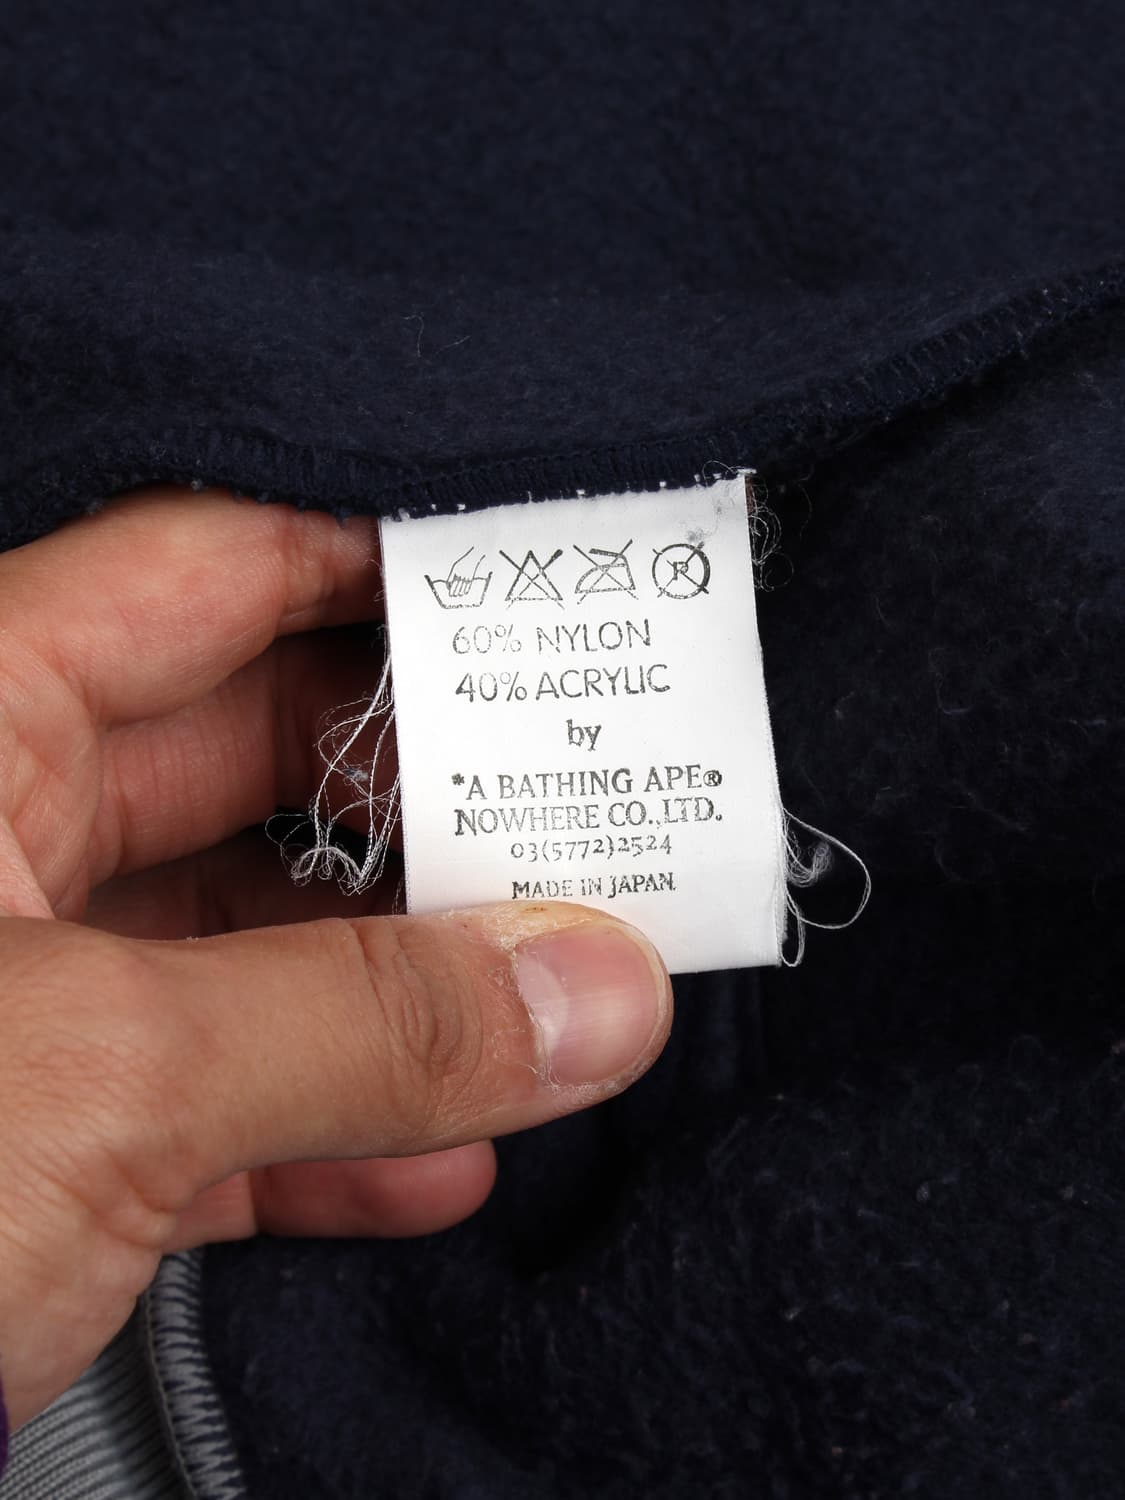 P
60% NYLON
40% ACRYLIC
by
*A BATHING APE®
NOWHERE CO.,LTD.
03(5772)2524
MADE IN JAPAN